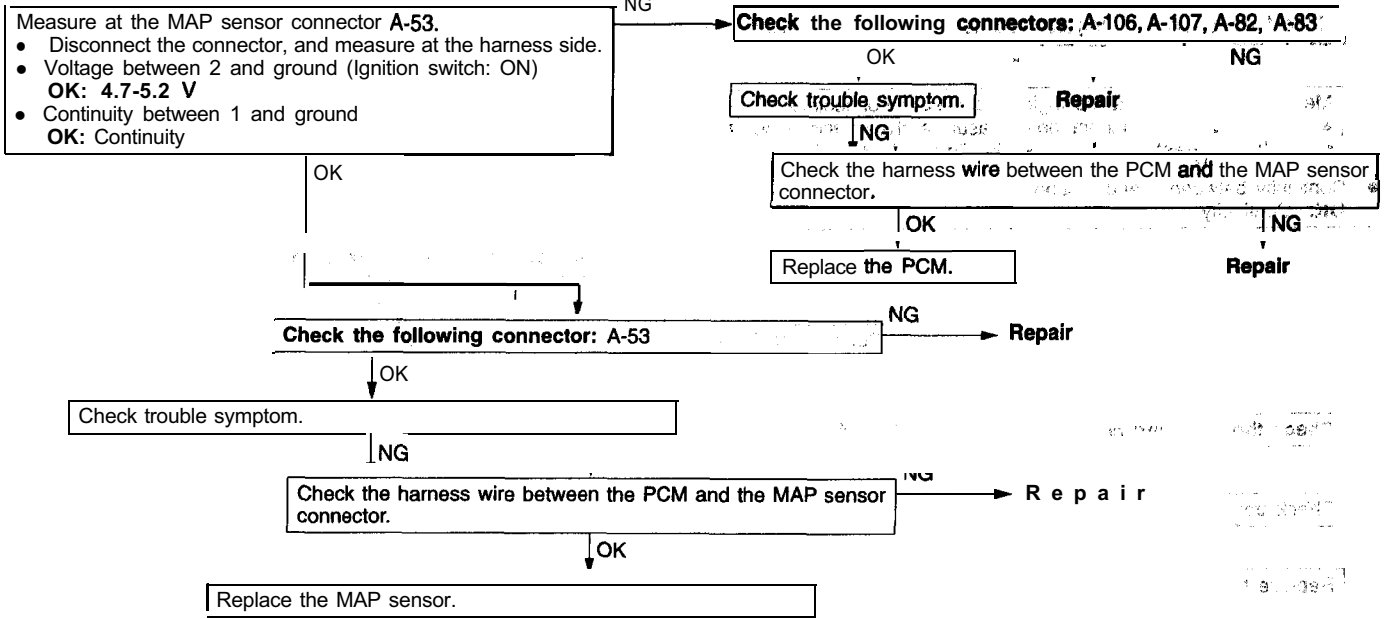 NG
Measure at the MAP sensor connector A-53.
• Disconnect the connector, and measure at the harness side.
• Voltage between 2 and ground (Ignition switch: ON)
OK: 4.7-5.2 V
• Continuity between 1 and ground
OK: Continuity
Check the following connectors: A-106, A-107, A-82, A-83
OK
NG
Check trouble symptom.
Repair
NG
Check the harness wire between the PCM and the MAP sensor
connector.
OK
NG
Replace the PCM.
Repair
OK
Check the following connector: A-53
NG
Repair
OK
Check trouble symptom.
NG
Check the harness wire between the PCM and the MAP sensor
connector.
NG
Repair
OK
Replace the MAP sensor.